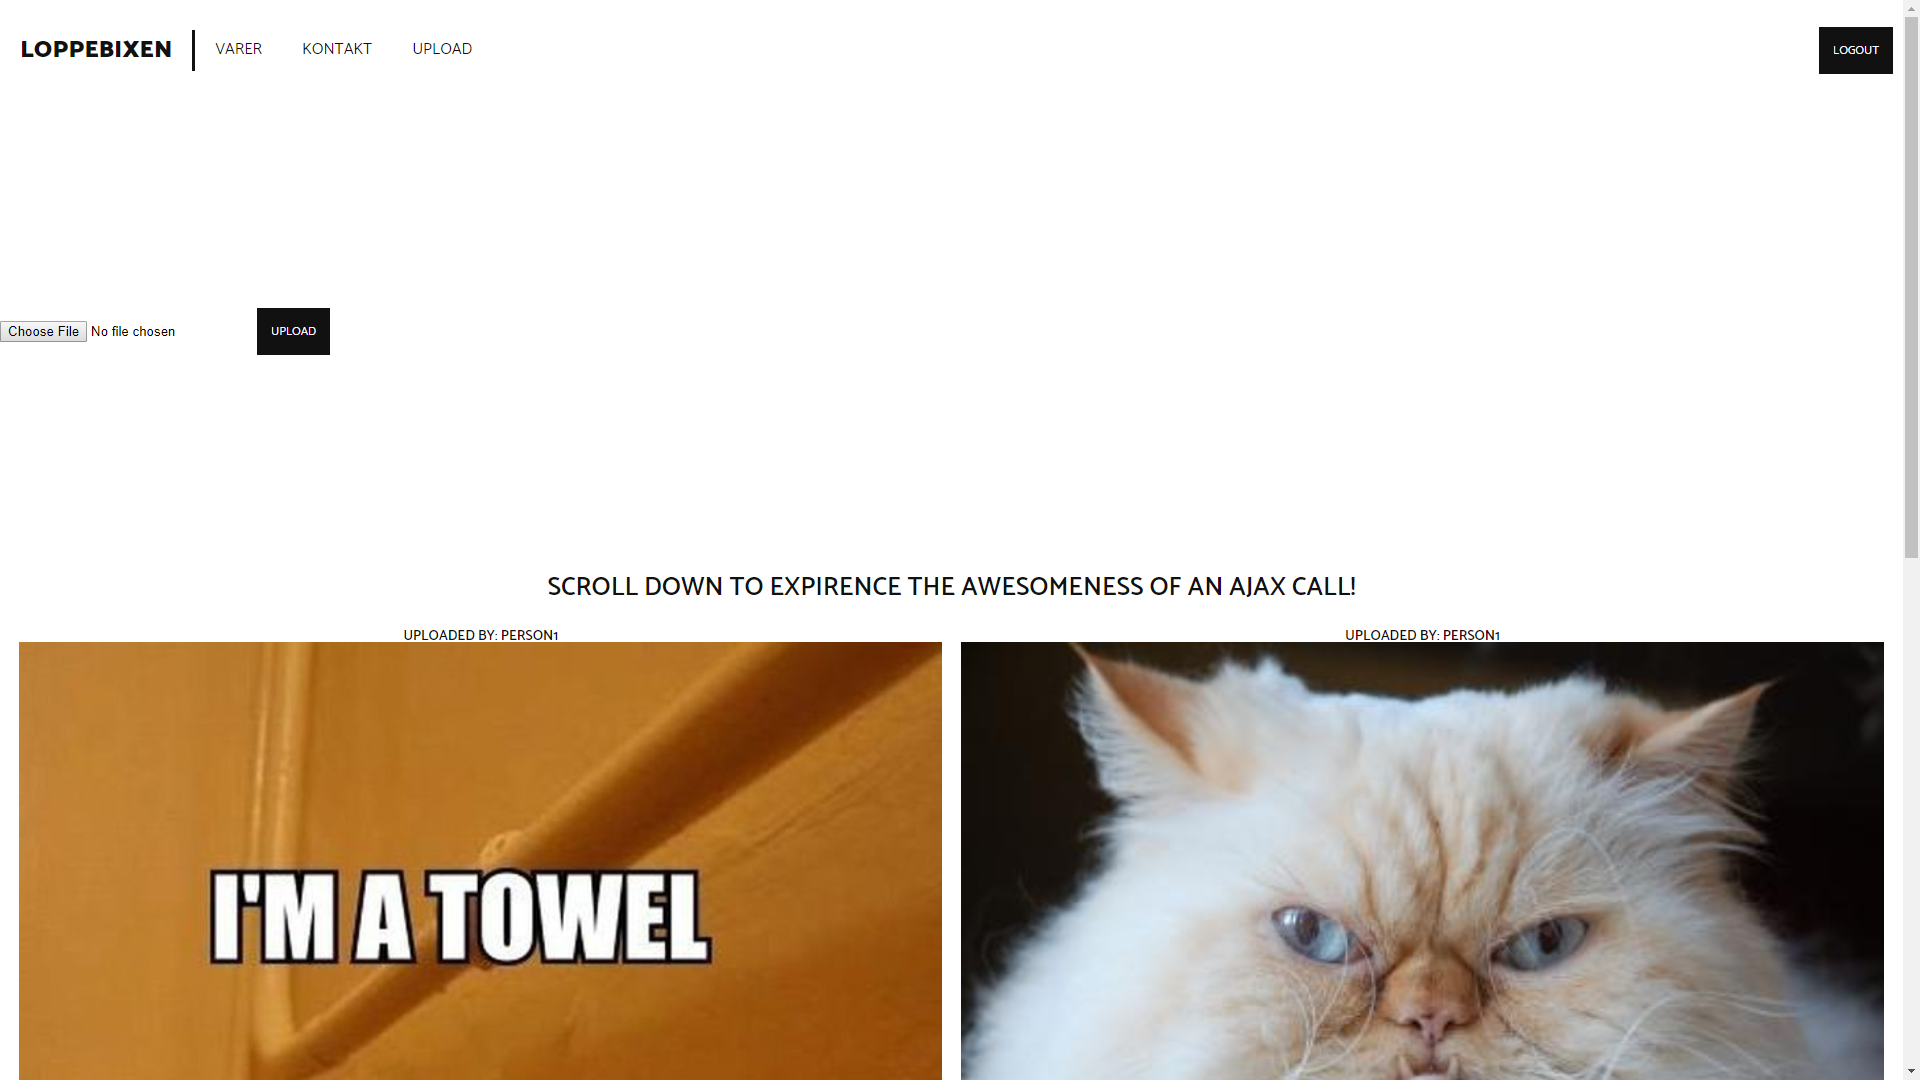 LOPPEBIXEN
VARER
KONTAKT
UPLOAD
LOGOUT
Choose File No file chosen
UPLOAD
SCROLL DOWN TO EXPIRENCE THE AWESOMENESS OF AN AJAX CALL!
UPLOADED BY: PERSON1
UPLOADED BY: PERSON1
I'M A TOWEL